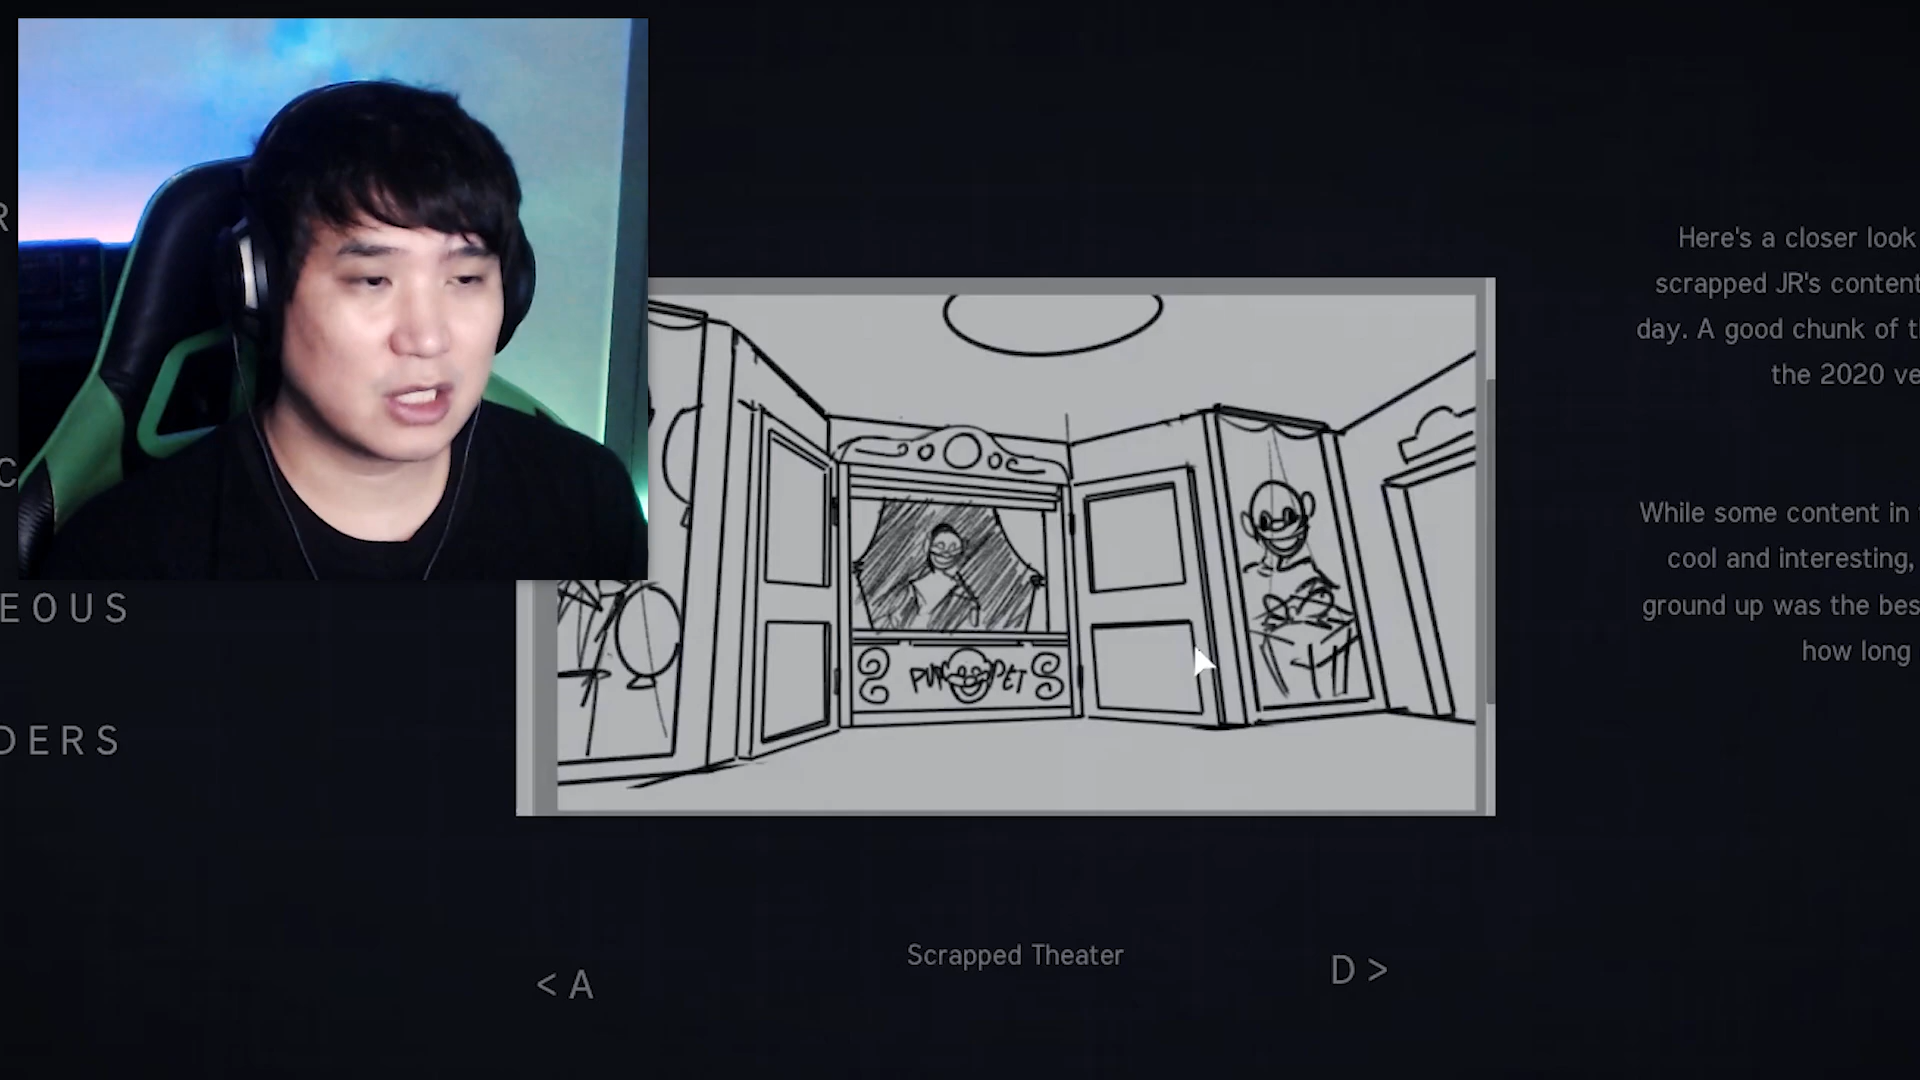 R
C
EOUS
DERS
PUPPET
Scrapped Theater
< A
D >
Here's a closer look
scrapped JR's content
day. A good chunk of t
the 2020 ve
While some content in
cool and interesting,
ground up was the bes
how long